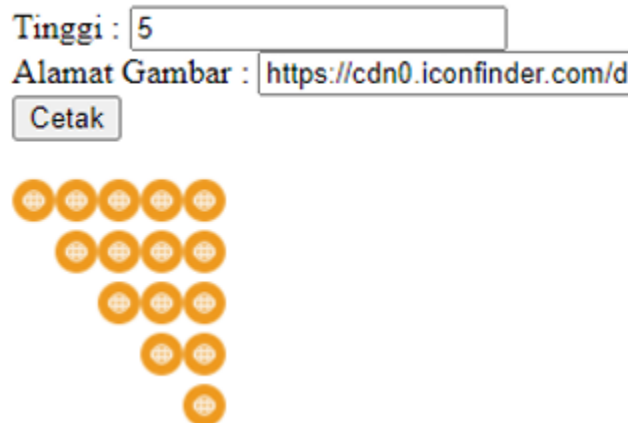 Tinggi : 5
Alamat Gambar : https://cdn0.iconfinder.com/d
Cetak